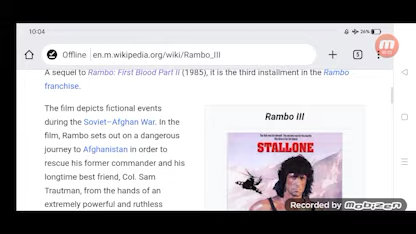 10:04
26%
Offline en.m.wikipedia.org/wiki/Rambo_III
5
A sequel to Rambo: First Blood Part II (1985), it is the third installment in the Rambo
franchise.
The film depicts fictional events
during the Soviet–Afghan War. In the
film, Rambo sets out on a dangerous
journey to Afghanistan in order to
rescue his former commander and his
longtime best friend, Col. Sam
Trautman, from the hands of an
extremely powerful and ruthless
Rambo III
STALLONE
Recorded by Mobizen